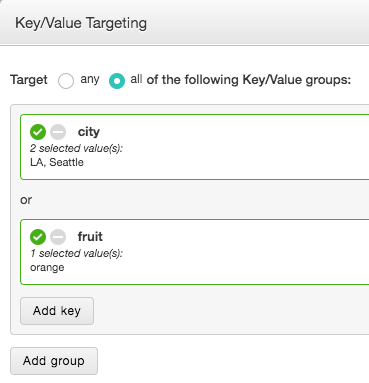 Key/Value Targeting
Target any all of the following Key/Value groups:
city
2 selected value(s):
LA, Seattle
or
fruit
1 selected value(s):
orange
Add key
Add group